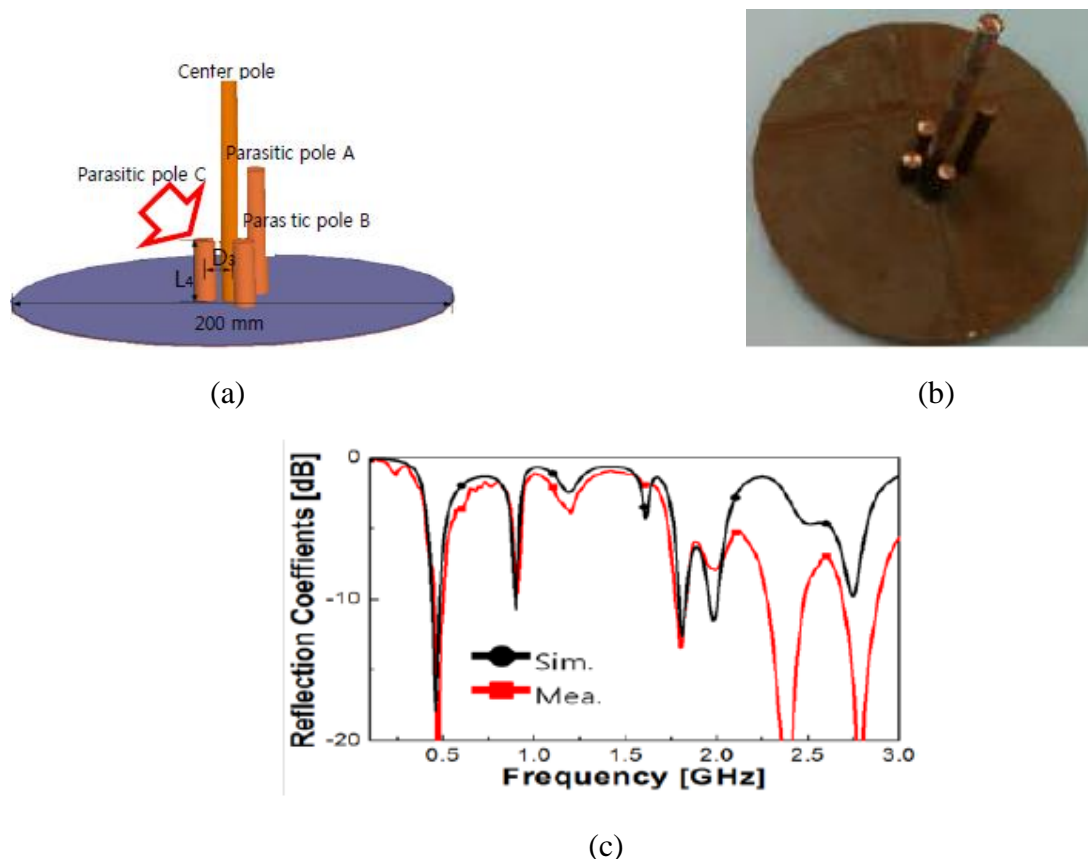 Center pole
Parasitic pole A
Parasitic pole C
Paras tic pole B
D3
L4
200 mm
(a)
(b)
Reflection Coeffients [dB]
0
-10
-20
Sim.
Mea.
0.5 1.0 1.5 2.0 2.5 3.0
Frequency [GHz]
(c)